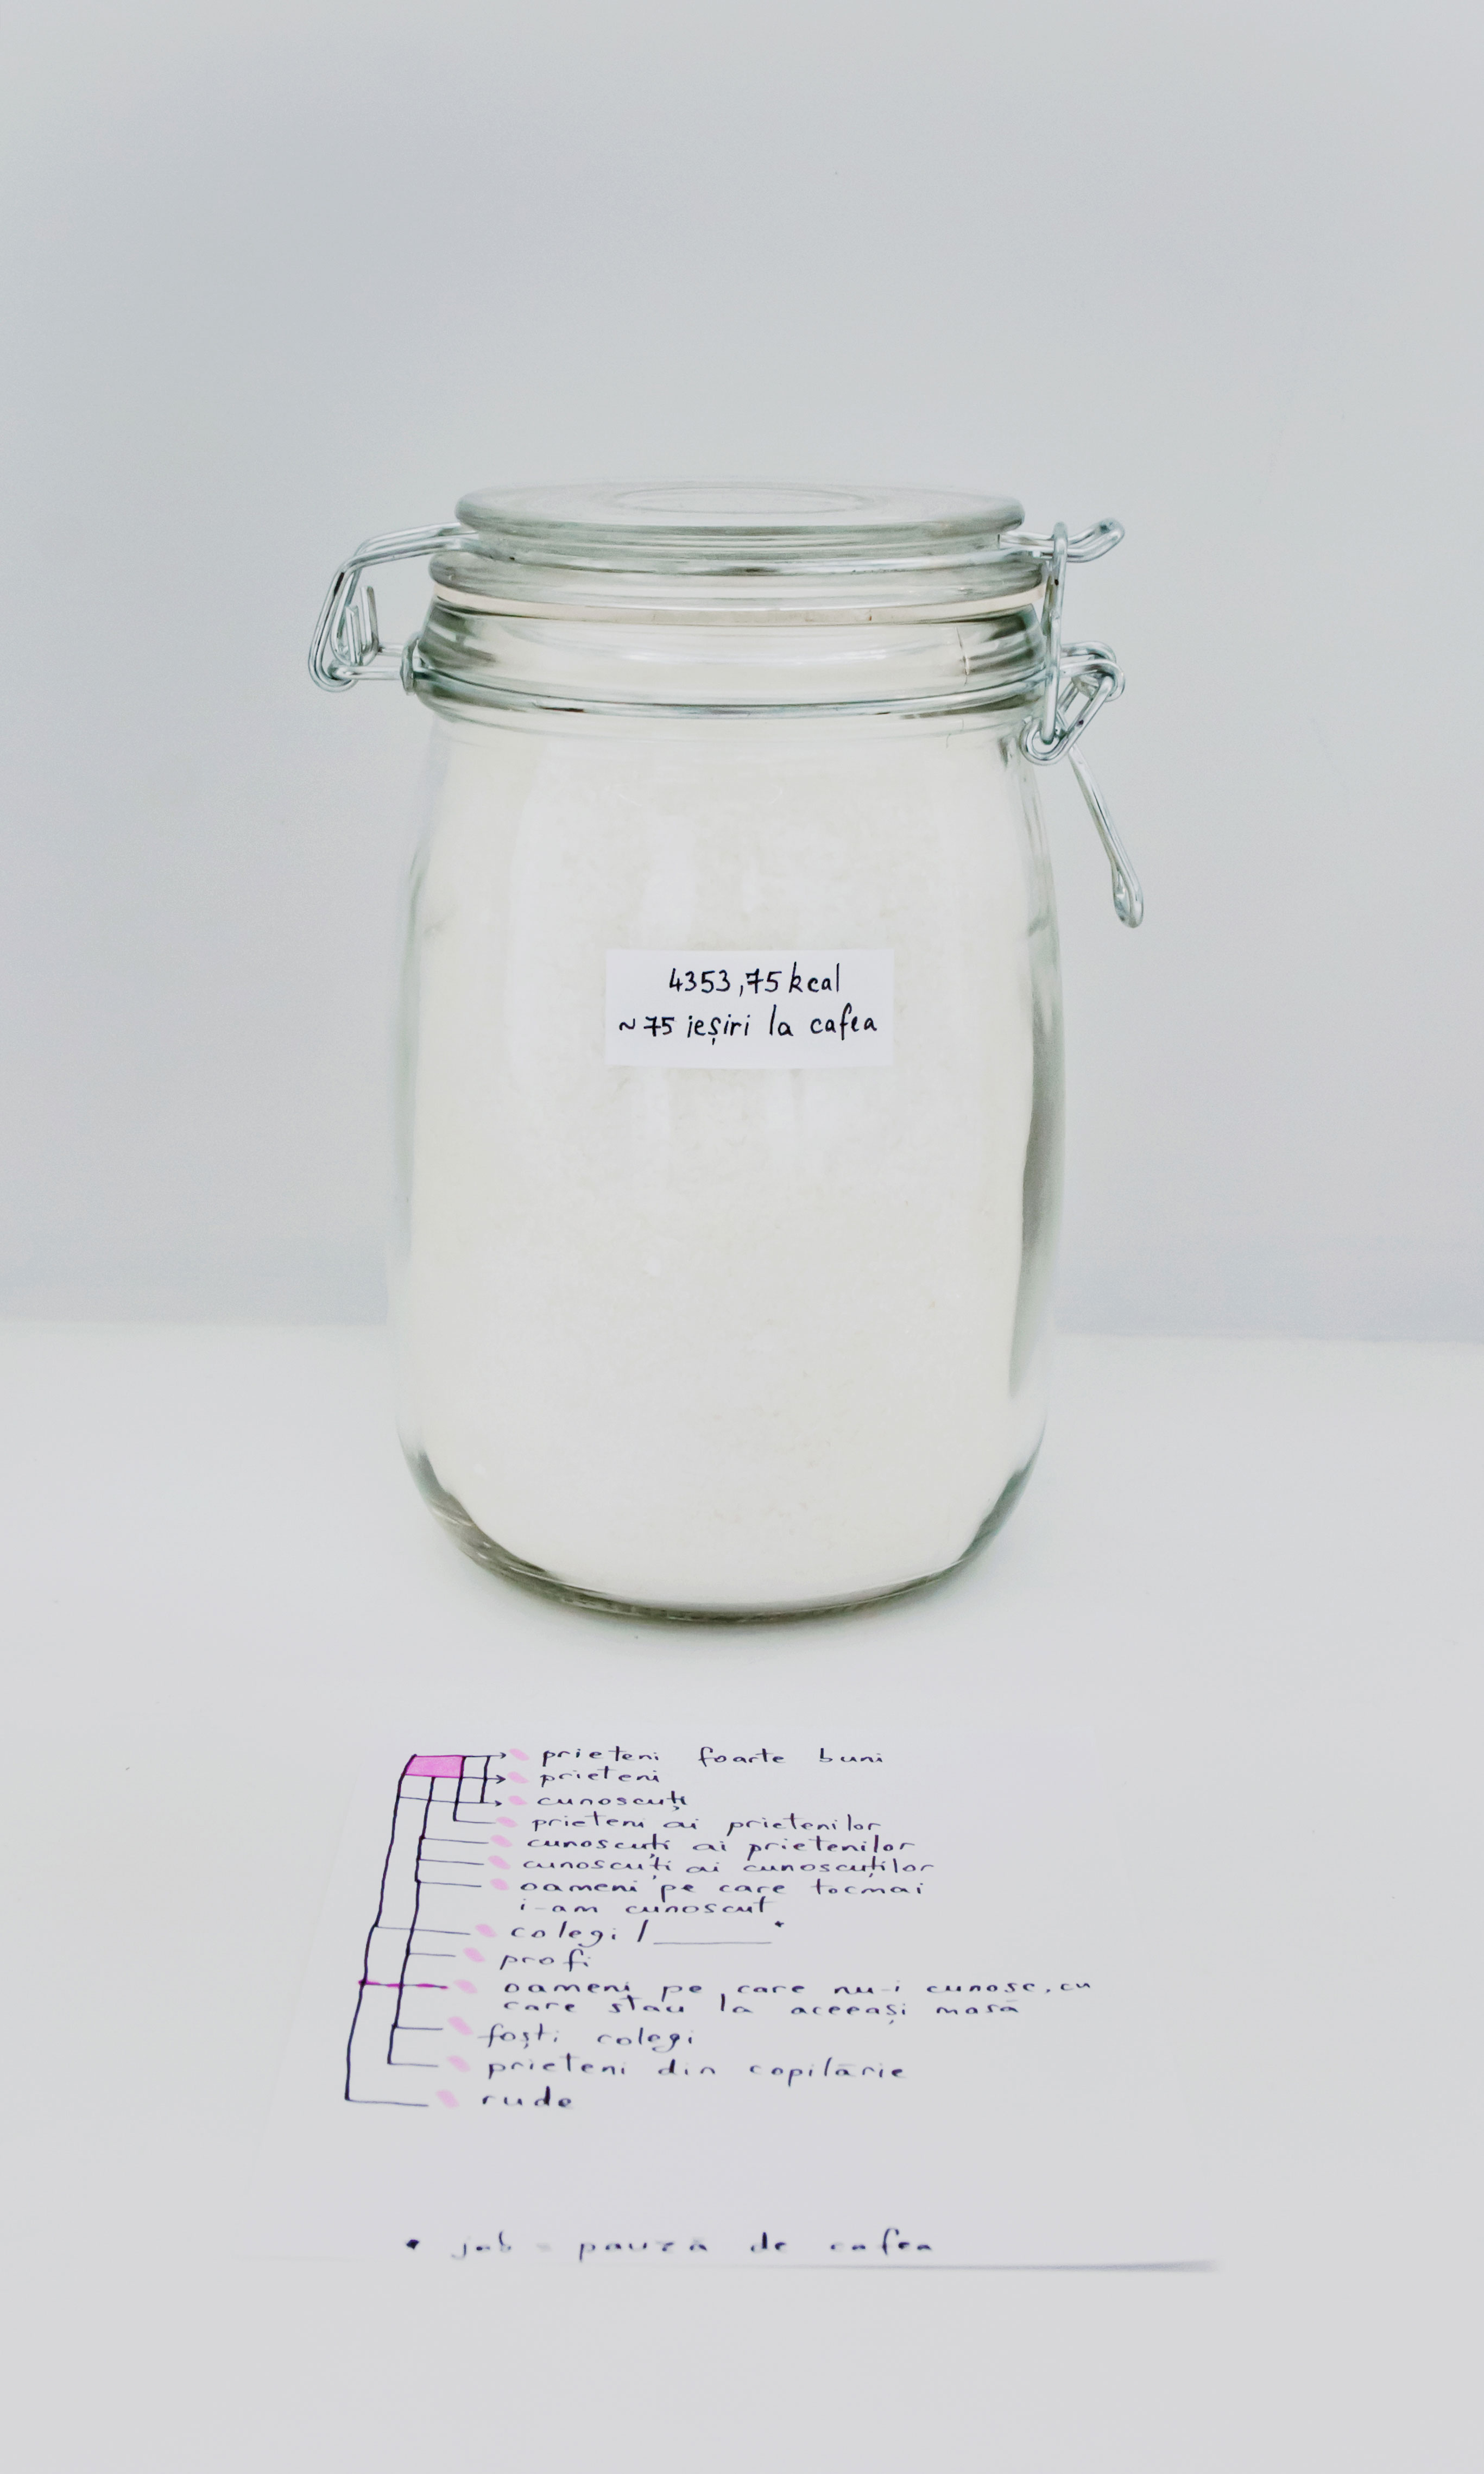 4353,75 kcal
~75 ieșiri la cafea
prieteni foarte buni
prieteni
cunoscuți
prieteni ai prietenilor
cunoscuți ai prietenilor
cunoscuți ai cunoscuților
oameni pe care tocmai
i-am cunoscut
colegi / ________*
profi
oameni pe care nu-i cunosc, cu
care stau la aceeași masă
foști colegi
prieteni din copilărie
rude
* job - pauză de cafea